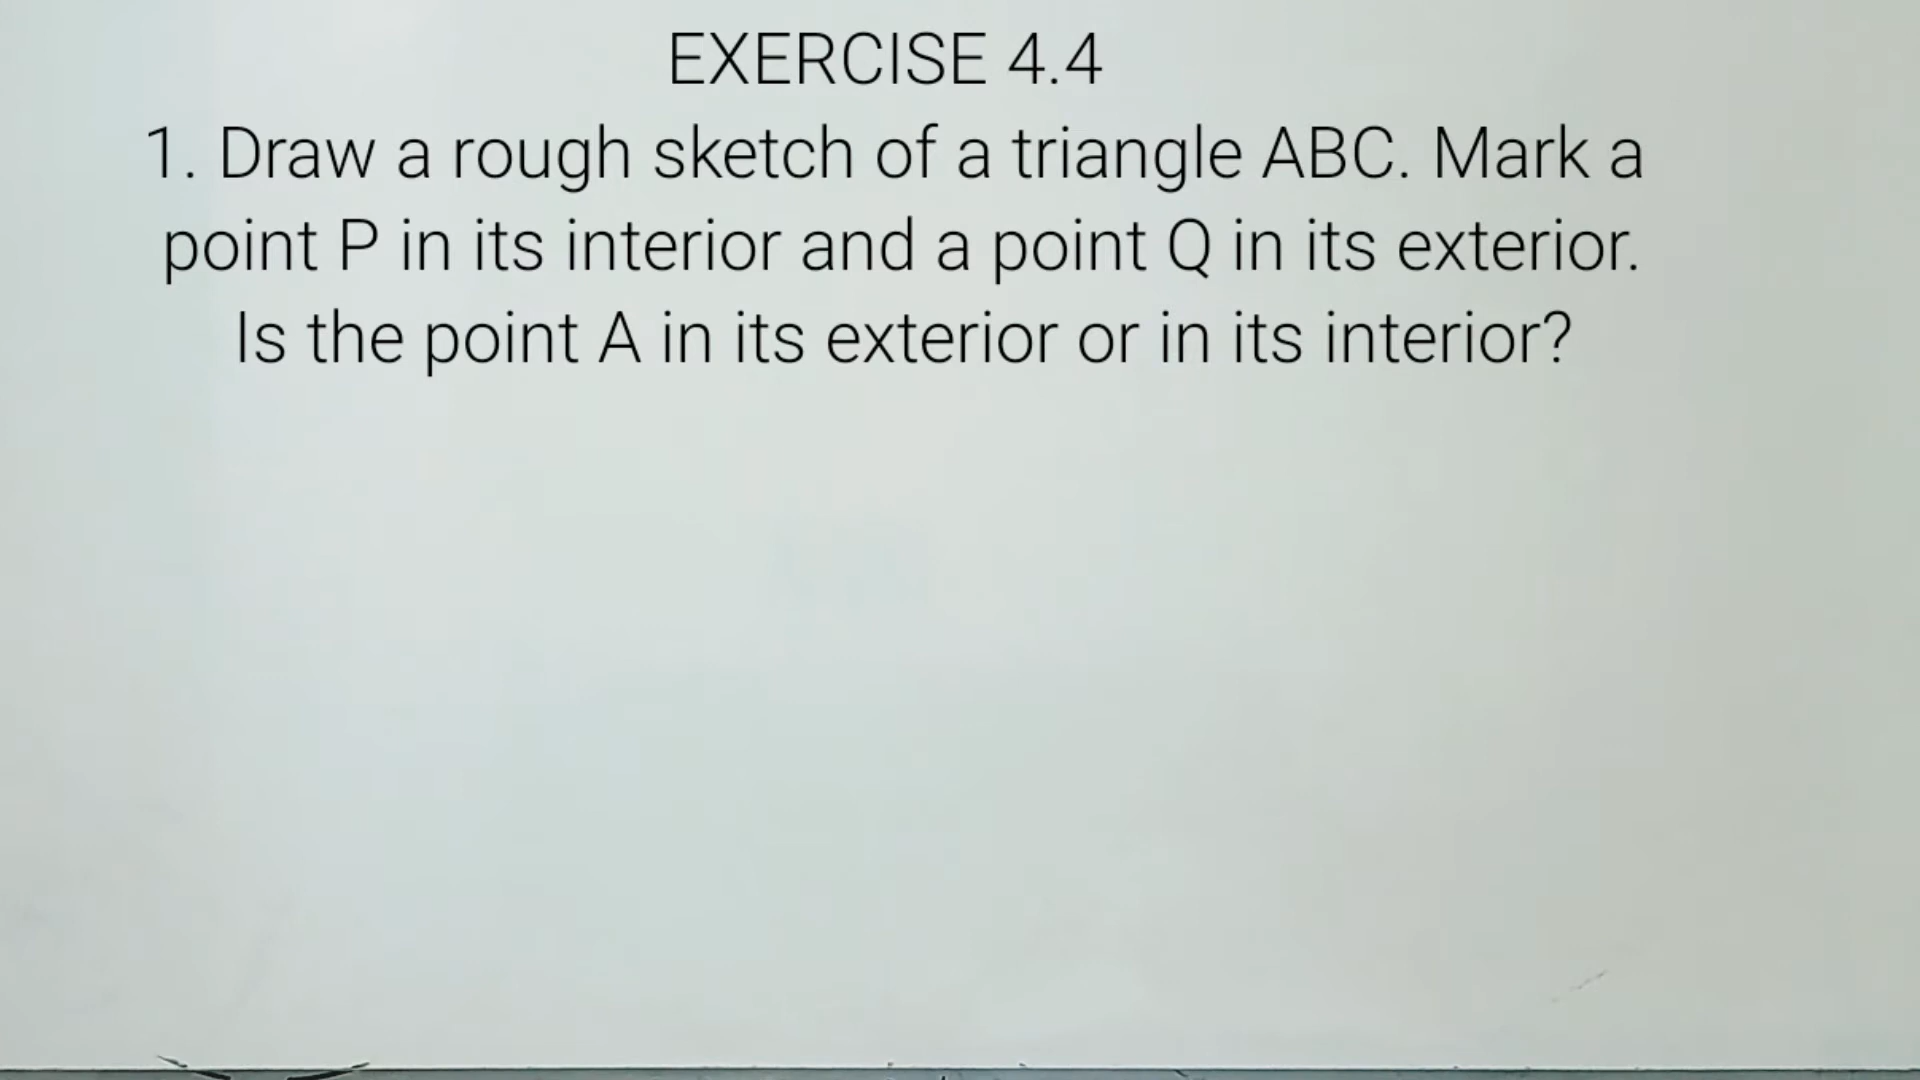 EXERCISE 4.4
1. Draw a rough sketch of a triangle ABC. Mark a
point P in its interior and a point Q in its exterior.
Is the point A in its exterior or in its interior?